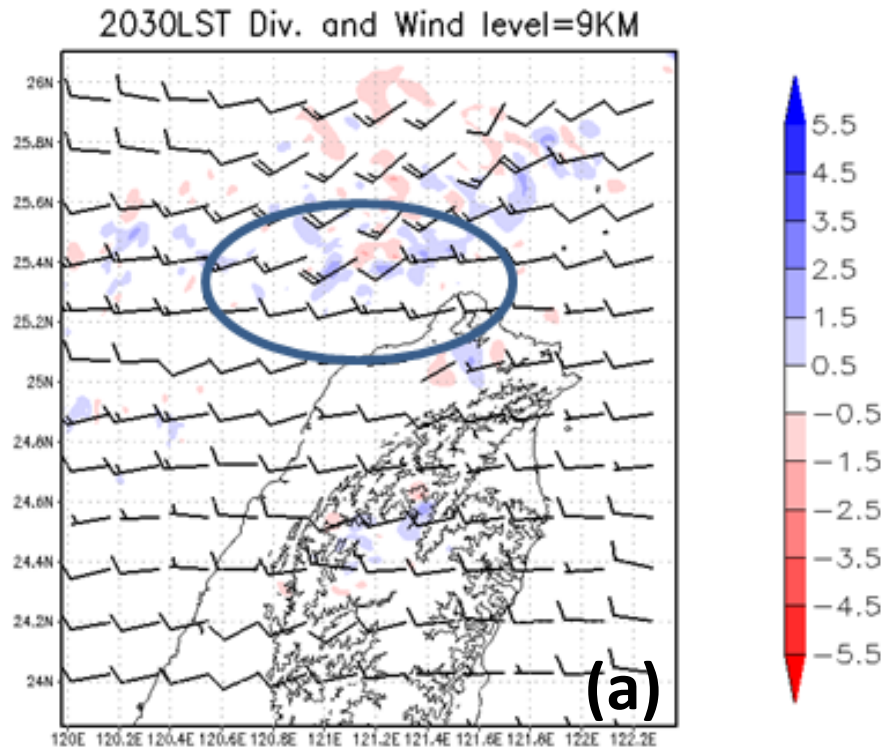 2030LST Div. and Wind level=9KM
26N
25.8N
25.6N
25.4N
25.2N
25N
24.8N
24.6N
24.4N
24.2N
24N
120E 120.2E 120.4E 120.6E 120.8E 121E 121.2E 121.4E 121.6E 121.8E 122E 122.2E
(a)
5.5
4.5
3.5
2.5
1.5
0.5
−0.5
−1.5
−2.5
−3.5
−4.5
−5.5